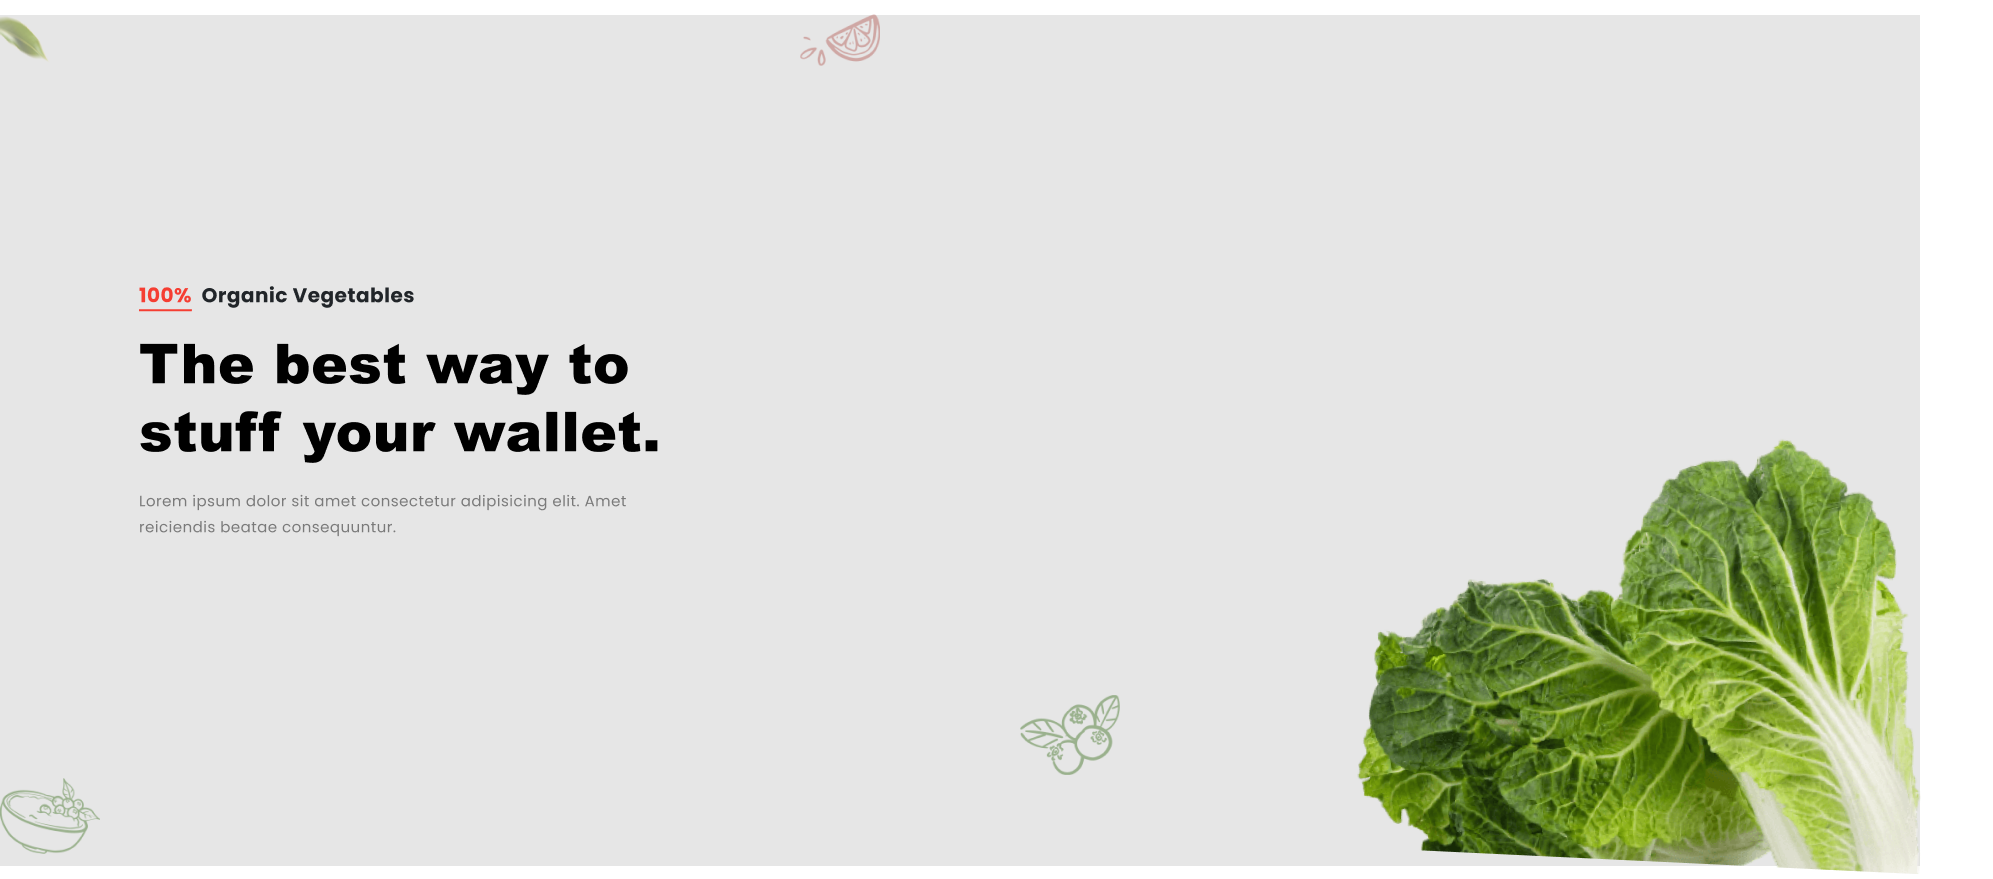 100% Organic Vegetables
The best way to
stuff your wallet.
Lorem ipsum dolor sit amet consectetur adipisicing elit. Amet
reiciendis beatae consequuntur.